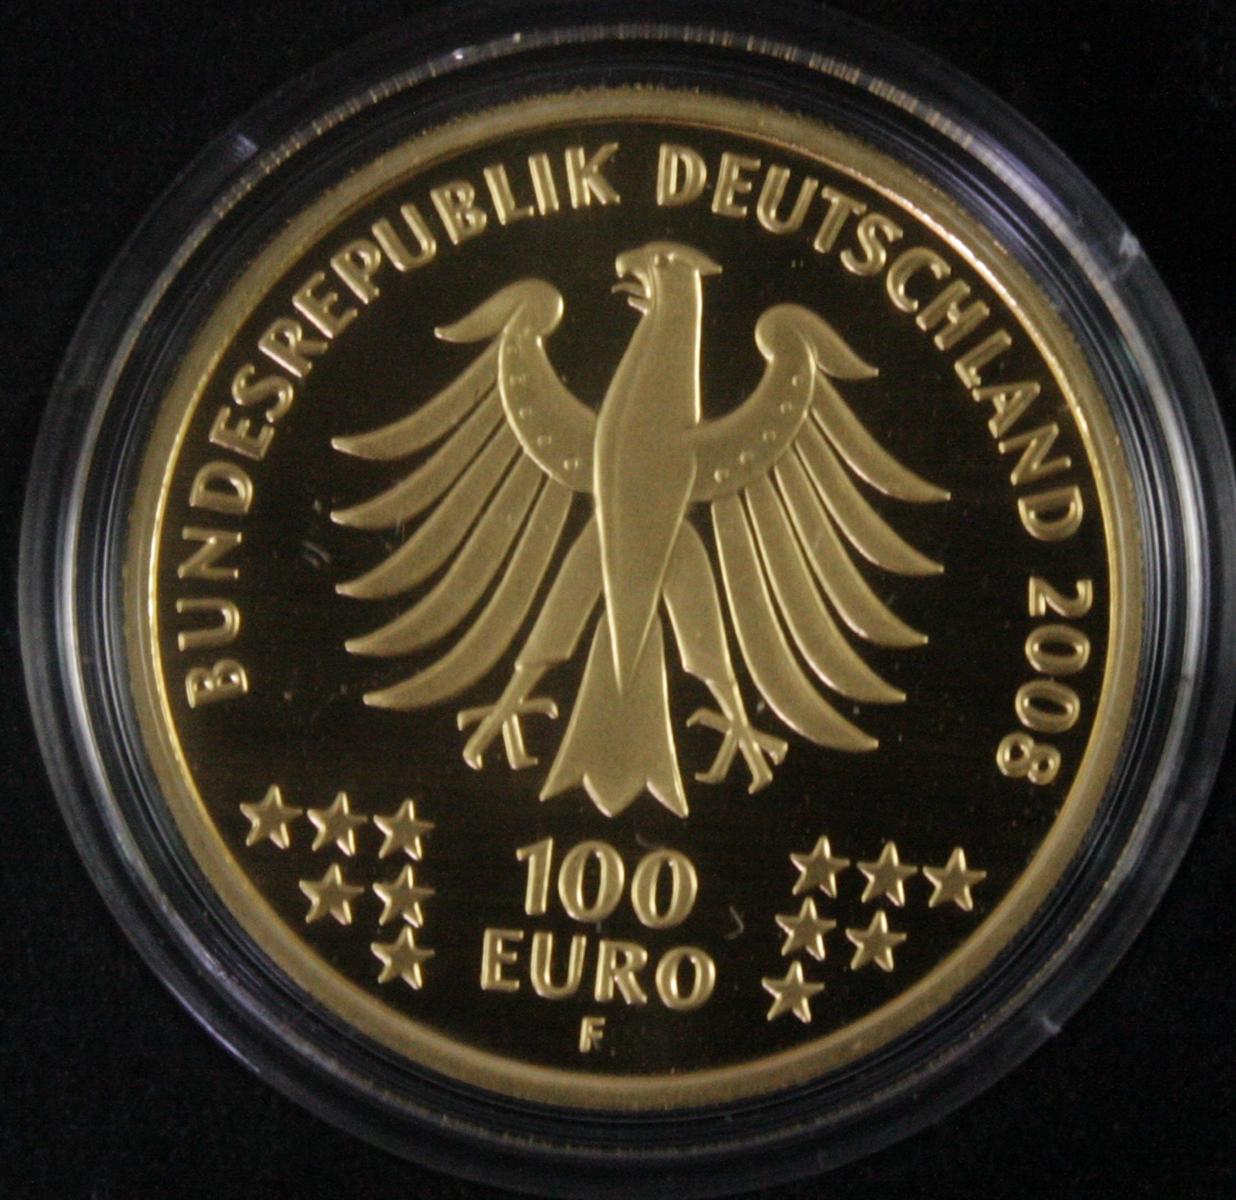 BUNDESREPUBLIK DEUTSCHLAND 2008
100
EURO
F